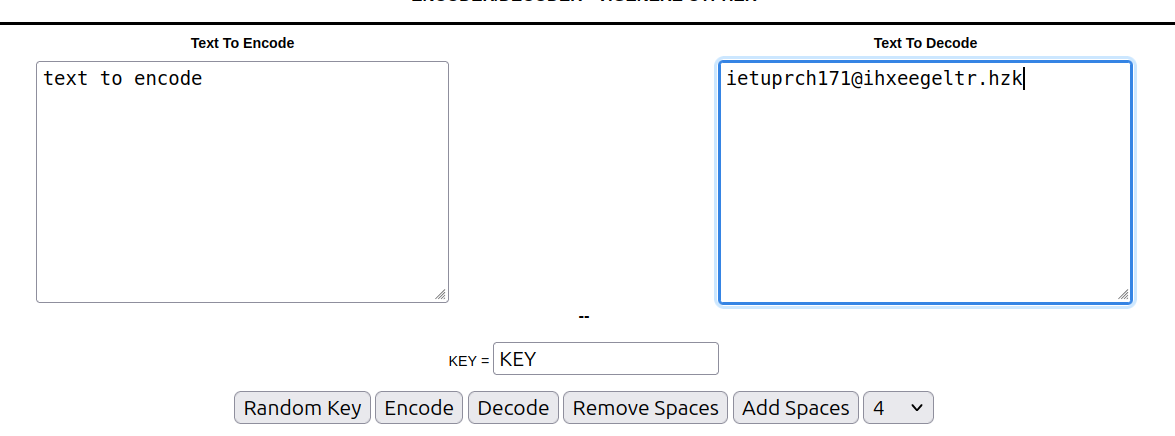 Text To Encode
Text To Decode
text to encode
ietuprch171@ihxeegeltr.hzk
--
KEY = KEY
Random Key Encode Decode Remove Spaces Add Spaces 4